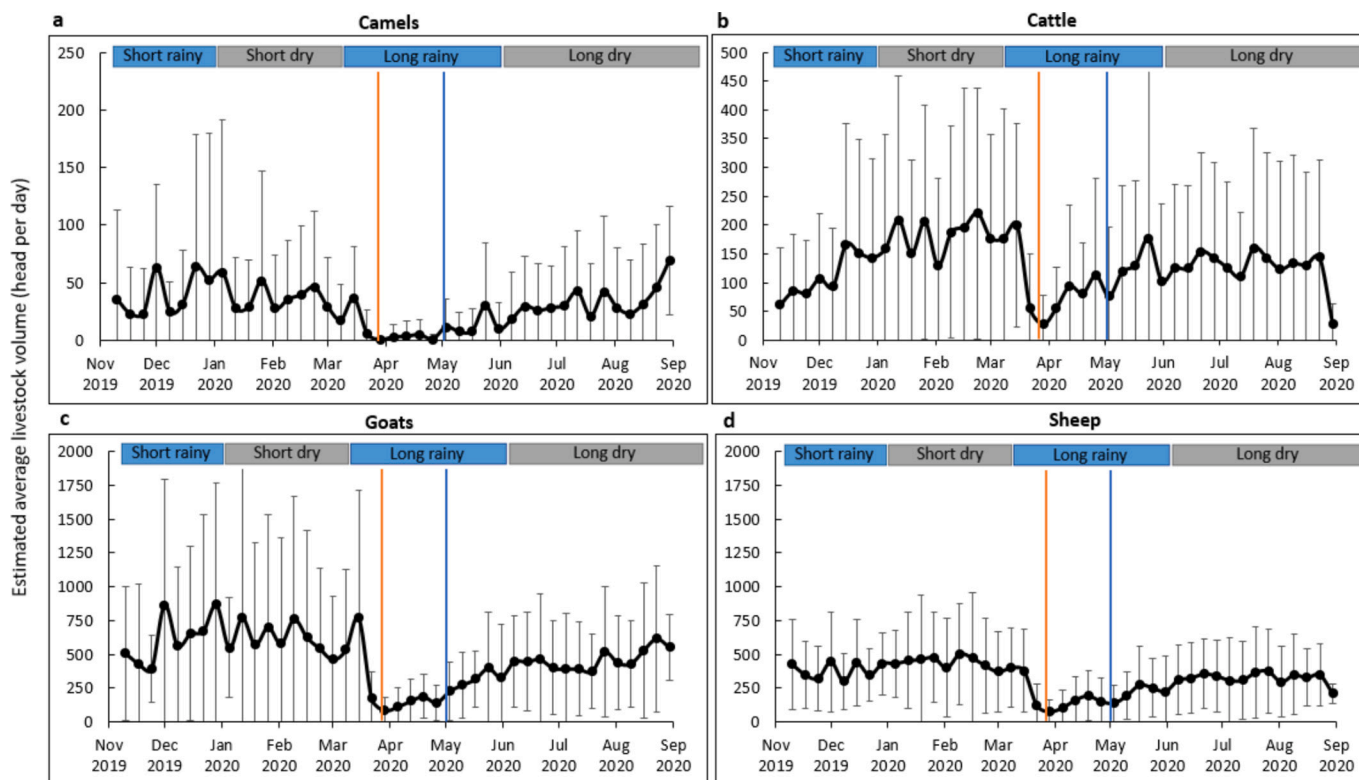 Estimated average livestock volume (head per day)
a
Camels
Short rainy Short dry Long rainy Long dry
250
200
150
100
50
0
Nov Dec Jan Feb Mar Apr May Jun Jul Aug Sep
2019 2019 2020 2020 2020 2020 2020 2020 2020 2020 2020
b
Cattle
Short rainy Short dry Long rainy Long dry
500
450
400
350
300
250
200
150
100
50
0
Nov Dec Jan Feb Mar Apr May Jun Jul Aug Sep
2019 2019 2020 2020 2020 2020 2020 2020 2020 2020 2020
c
Goats
Short rainy Short dry Long rainy Long dry
2000
1750
1500
1250
1000
750
500
250
0
Nov Dec Jan Feb Mar Apr May Jun Jul Aug Sep
2019 2019 2020 2020 2020 2020 2020 2020 2020 2020 2020
d
Sheep
Short rainy Short dry Long rainy Long dry
2000
1750
1500
1250
1000
750
500
250
0
Nov Dec Jan Feb Mar Apr May Jun Jul Aug Sep
2019 2019 2020 2020 2020 2020 2020 2020 2020 2020 2020